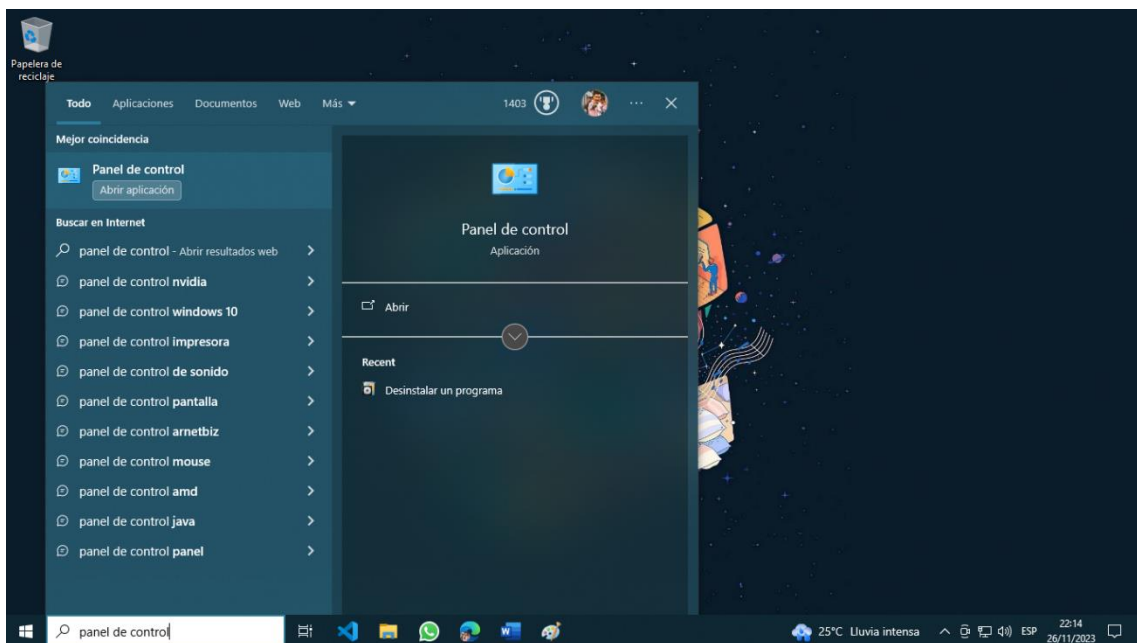 Papelera de
reciclaje
Todo Aplicaciones Documentos Web Más 1403 ···
Mejor coincidencia
Panel de control
Abrir aplicación
Buscar en Internet
panel de control - Abrir resultados web
panel de control nvidia
panel de control windows 10
panel de control impresora
panel de control de sonido
panel de control pantalla
panel de control arnetbiz
panel de control mouse
panel de control amd
panel de control java
panel de control panel
Panel de control
Aplicación
Abrir
Recent
Desinstalar un programa
panel de control
25°C Lluvia intensa ESP 22:14
26/11/2023